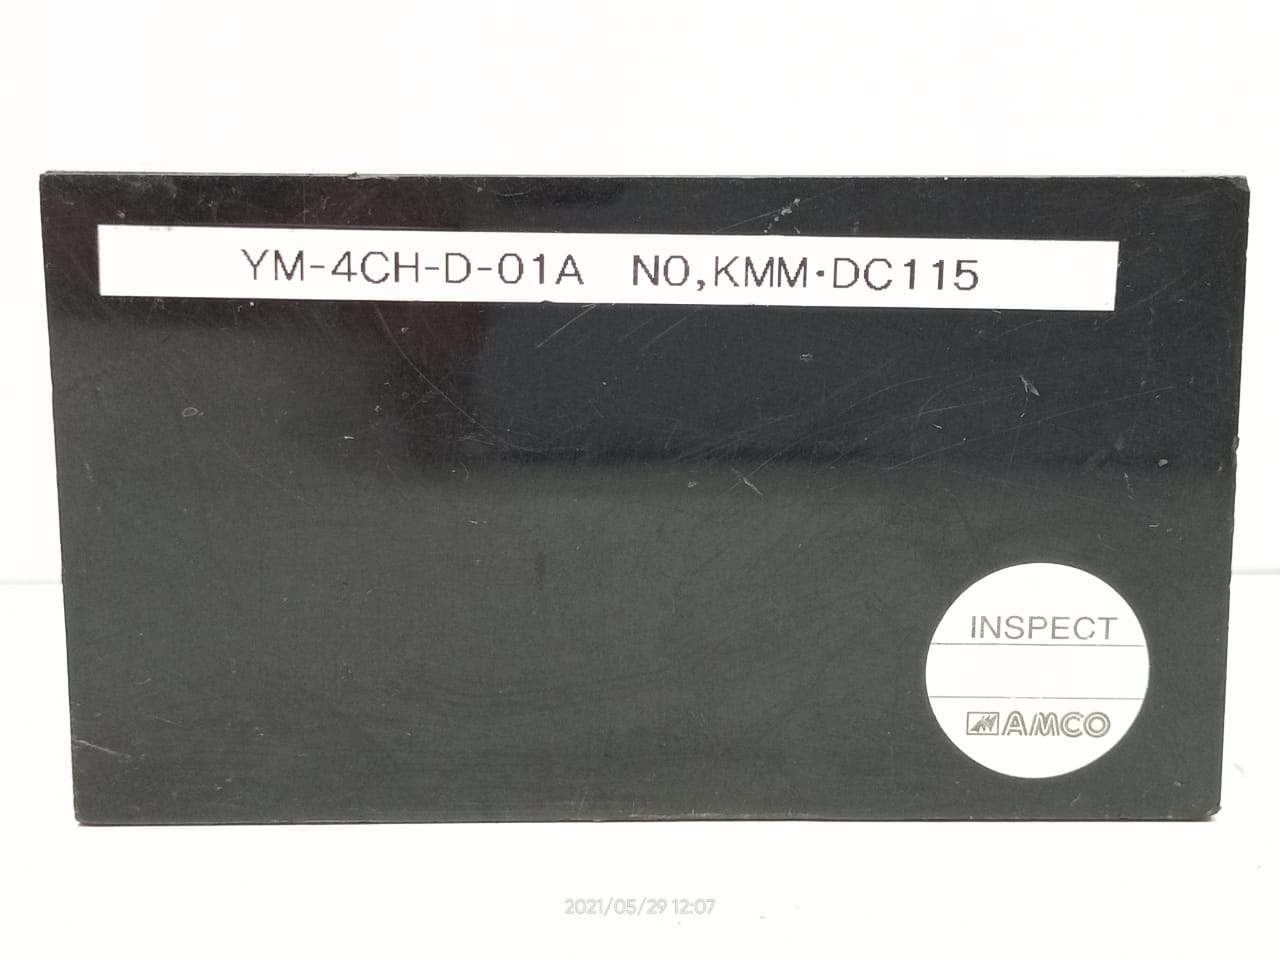 YM-4CH-D-01A NO,KMM·DC115
INSPECT
AMCO
2021/05/29 12:07